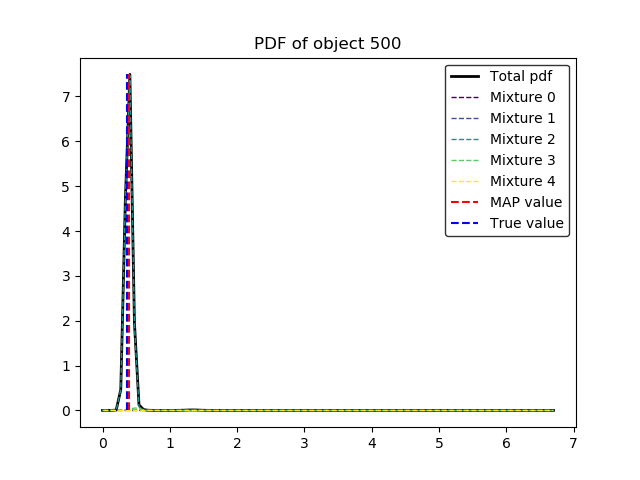 PDF of object 500
Total pdf
Mixture 0
Mixture 1
Mixture 2
Mixture 3
Mixture 4
MAP value
True value
7
6
5
4
3
2
1
0
0 1 2 3 4 5 6 7